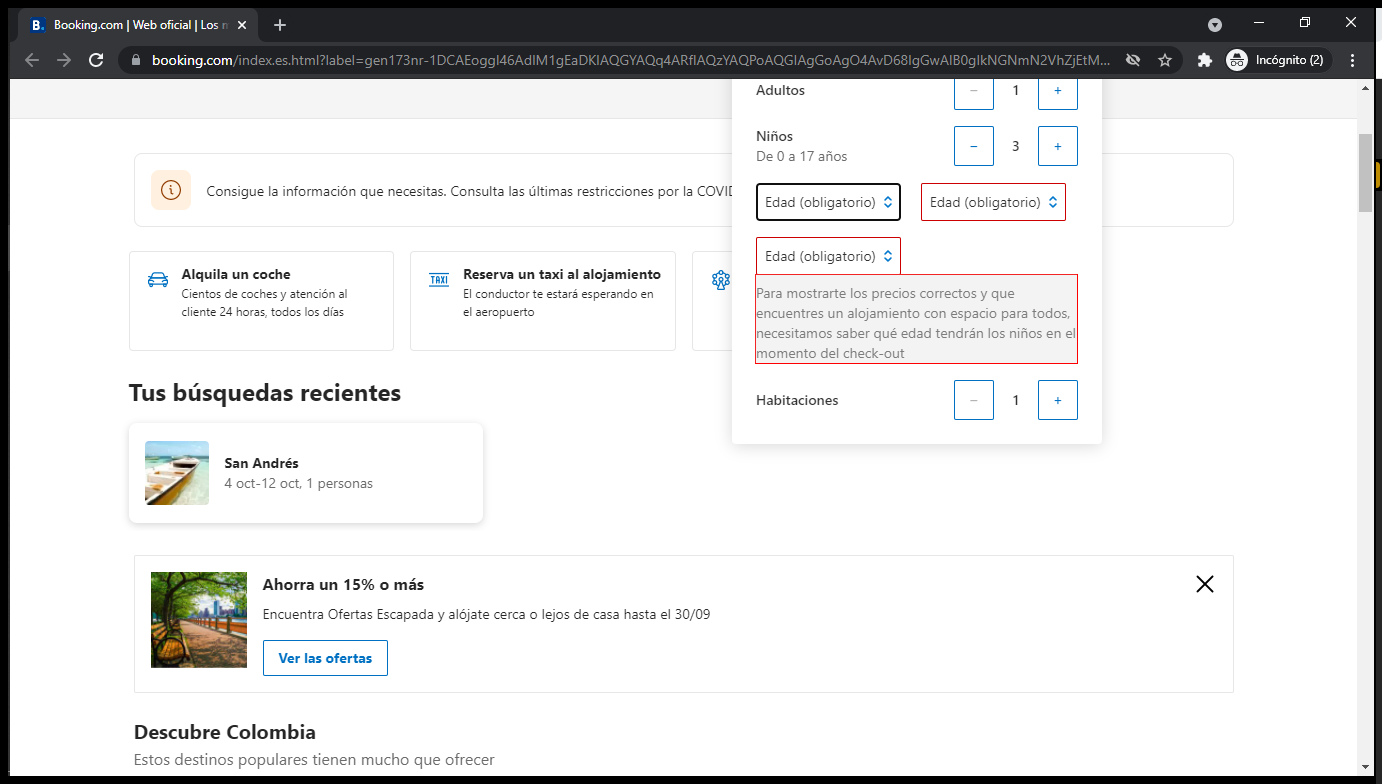 Booking.com | Web oficial | Los
booking.com/index.es.html?label=gen173nr-1DCAEoggI46AdIM1gEaDKIAQGYAQq4ARfIAQzYAQPoAQGIAgGoAgO4AvD68IgGwAIB0gIkNGNmN2VhZjEtM...
Incógnito (2)
Adultos
− 1 +
Niños
De 0 a 17 años
− 3 +
Consigue la información que necesitas. Consulta las últimas restricciones por la COVID
Edad (obligatorio) Edad (obligatorio)
Edad (obligatorio)
Para mostrarte los precios correctos y que
encuentres un alojamiento con espacio para todos,
necesitamos saber qué edad tendrán los niños en el
momento del check-out
Habitaciones
− 1 +
Alquila un coche
Cientos de coches y atención al
cliente 24 horas, todos los días
TAXI
Reserva un taxi al alojamiento
El conductor te estará esperando en
el aeropuerto
Tus búsquedas recientes
San Andrés
4 oct-12 oct, 1 personas
Ahorra un 15% o más
Encuentra Ofertas Escapada y alójate cerca o lejos de casa hasta el 30/09
Ver las ofertas
Descubre Colombia
Estos destinos populares tienen mucho que ofrecer